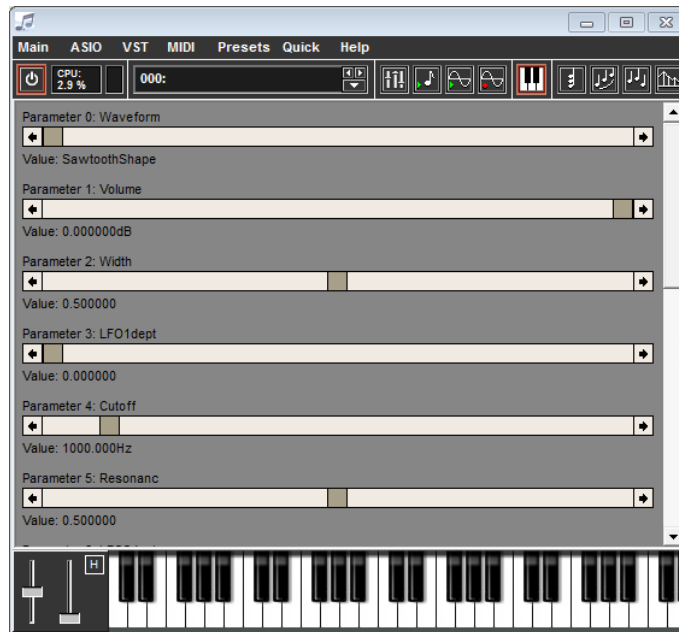 Main ASIO VST MIDI Presets Quick Help
CPU:
2.9 %
000:
Parameter 0: Waveform
Value: SawtoothShape
Parameter 1: Volume
Value: 0.000000dB
Parameter 2: Width
Value: 0.500000
Parameter 3: LFO1dept
Value: 0.000000
Parameter 4: Cutoff
Value: 1000.000Hz
Parameter 5: Resonanc
Value: 0.500000
H